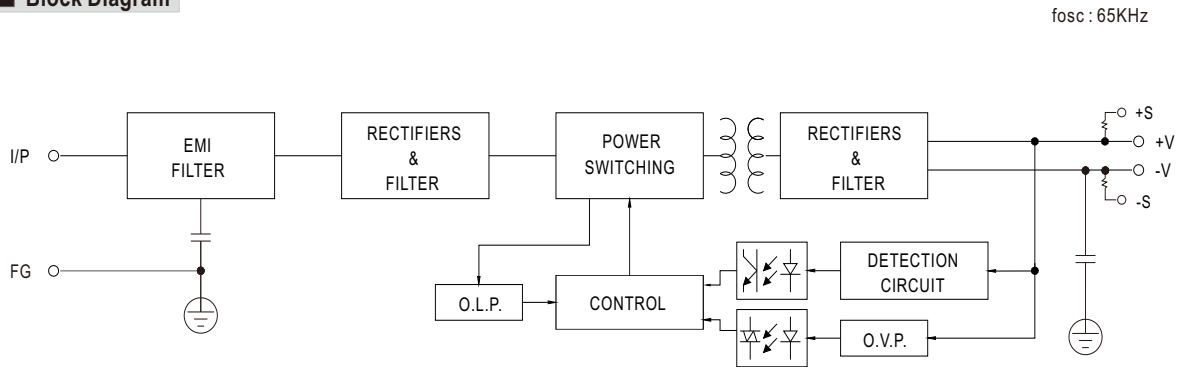 Block Diagram
fosc : 65KHz
I/P
EMI
FILTER
RECTIFIERS
&
FILTER
POWER
SWITCHING
RECTIFIERS
&
FILTER
+S
+V
-V
-S
FG
O.L.P.
CONTROL
DETECTION
CIRCUIT
O.V.P.